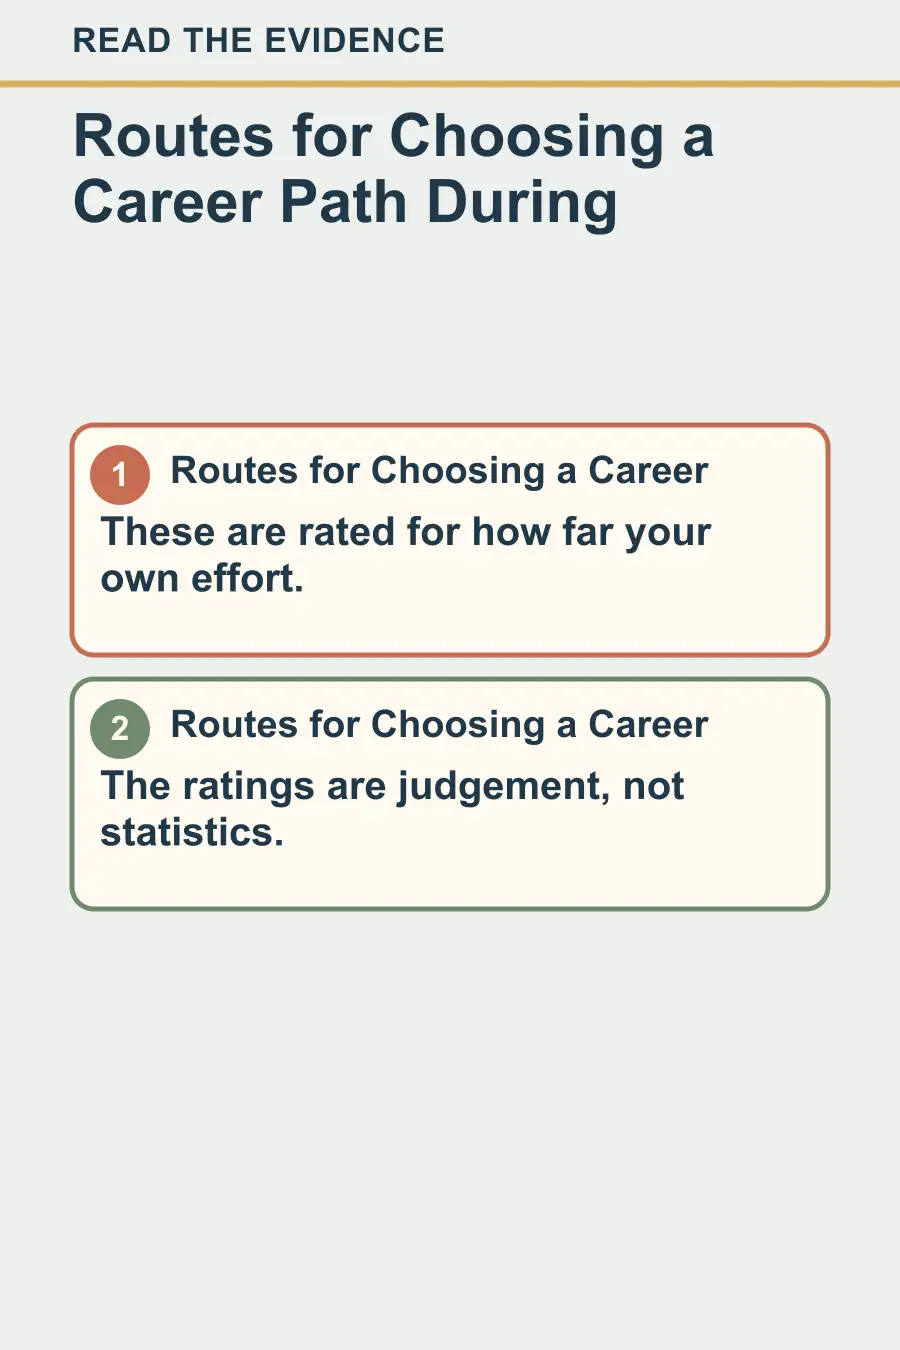 READ THE EVIDENCE
Routes for Choosing a
Career Path During
1 Routes for Choosing a Career
These are rated for how far your
own effort.
2 Routes for Choosing a Career
The ratings are judgement, not
statistics.